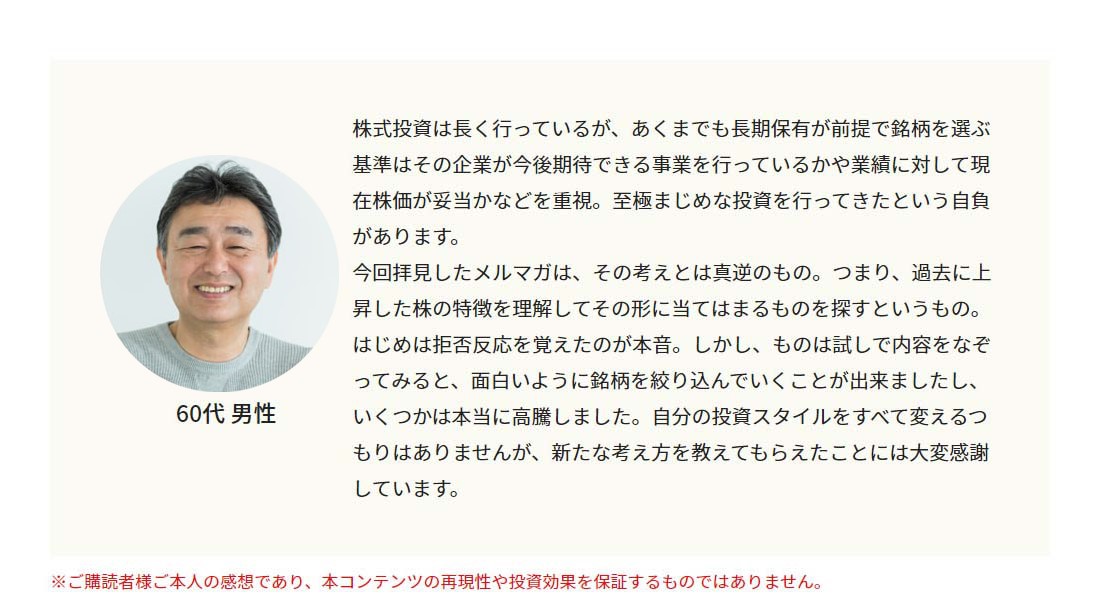 株式投資は長く行っているが、あくまでも長期保有が前提で銘柄を選ぶ
基準はその企業が今後期待できる事業を行っているかや業績に対して現
在株価が妥当かなどを重視。至極まじめな投資を行ってきたという自負
があります。
今回拝見したメルマガは、その考えとは真逆のもの。つまり、過去に上
昇した株の特徴を理解してその形に当てはまるものを探すというもの。
はじめは拒否反応を覚えたのが本音。しかし、ものは試しで内容をなぞ
ってみると、面白いように銘柄を絞り込んでいくことが出来ましたし、
いくつかは本当に高騰しました。自分の投資スタイルをすべて変えるつ
もりはありませんが、新たな考え方を教えてもらえたことには大変感謝
しています。
60代 男性
※ご購読者様ご本人の感想であり、本コンテンツの再現性や投資効果を保証するものではありません。